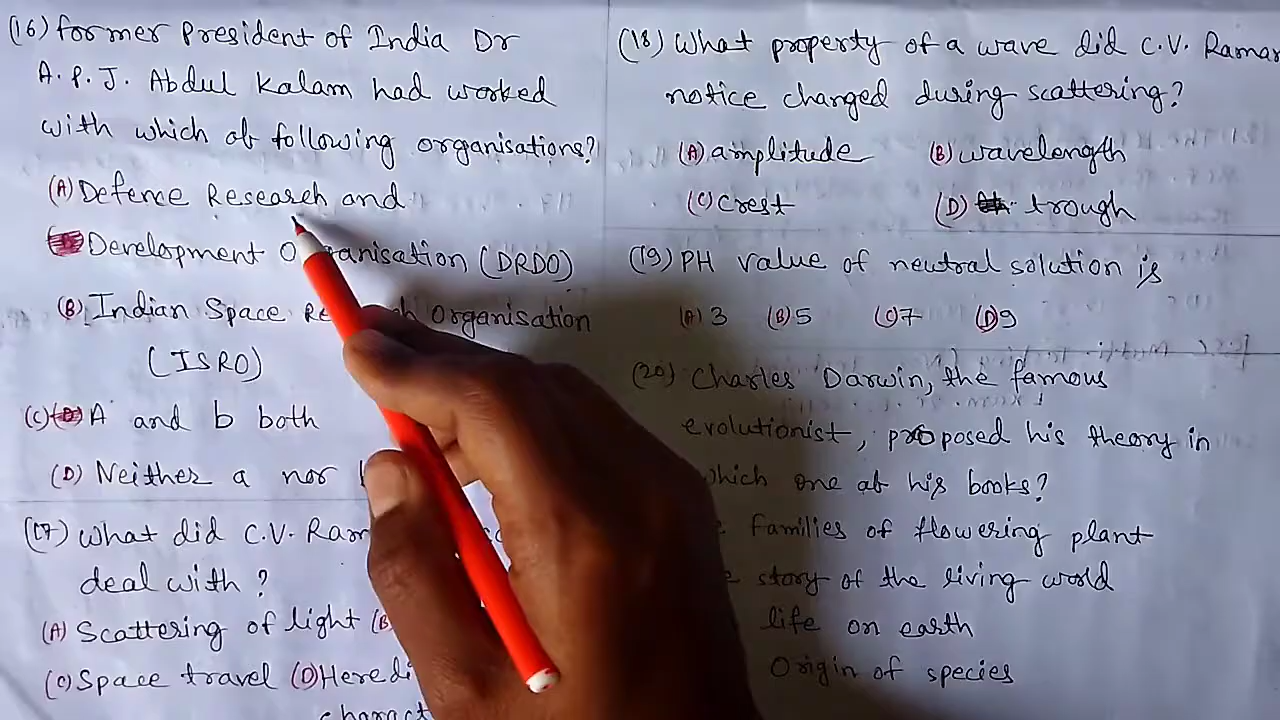 (16) Former President of India Dr
A. P. J. Abdul Kalam had worked
with which of following organisations?
(A) Defence Research and
Development Organisation (DRDO)
(B) Indian Space Organisation
(ISRO)
(C) A and b both
(D) Neither a nor
(17) What did C.V.
deal with?
(A) Scattering of light (B
(C) Space travel (D)
(18) What property of a wave did C.V. Raman
notice changed during scattering?
(A) amplitude (B) wavelength
(C) Crest (D) trough
(19) PH value of neutral solution is
(A) 3 (B) 5 (C) 7 (D) 9
(20) Charles Darwin, the famous
evolutionist, proposed his theory in
which one of his books?
families of flowering plant
story of the living world
life on earth
Origin of species